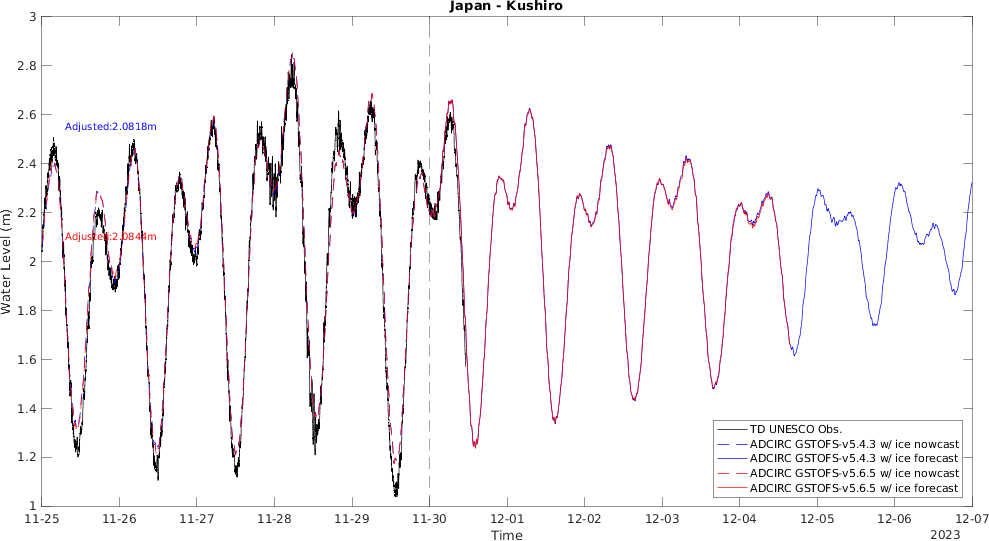 Japan - Kushiro
3
2.8
2.6
2.4
2.2
2
1.8
1.6
1.4
1.2
1
Water Level (m)
Adjusted:2.0818m
Adjusted:2.0844m
TD UNESCO Obs.
ADCIRC GSTOFS-v5.4.3 w/ ice nowcast
ADCIRC GSTOFS-v5.4.3 w/ ice forecast
ADCIRC GSTOFS-v5.6.5 w/ ice nowcast
ADCIRC GSTOFS-v5.6.5 w/ ice forecast
11-25 11-26 11-27 11-28 11-29 11-30 12-01 12-02 12-03 12-04 12-05 12-06 12-07
Time
2023